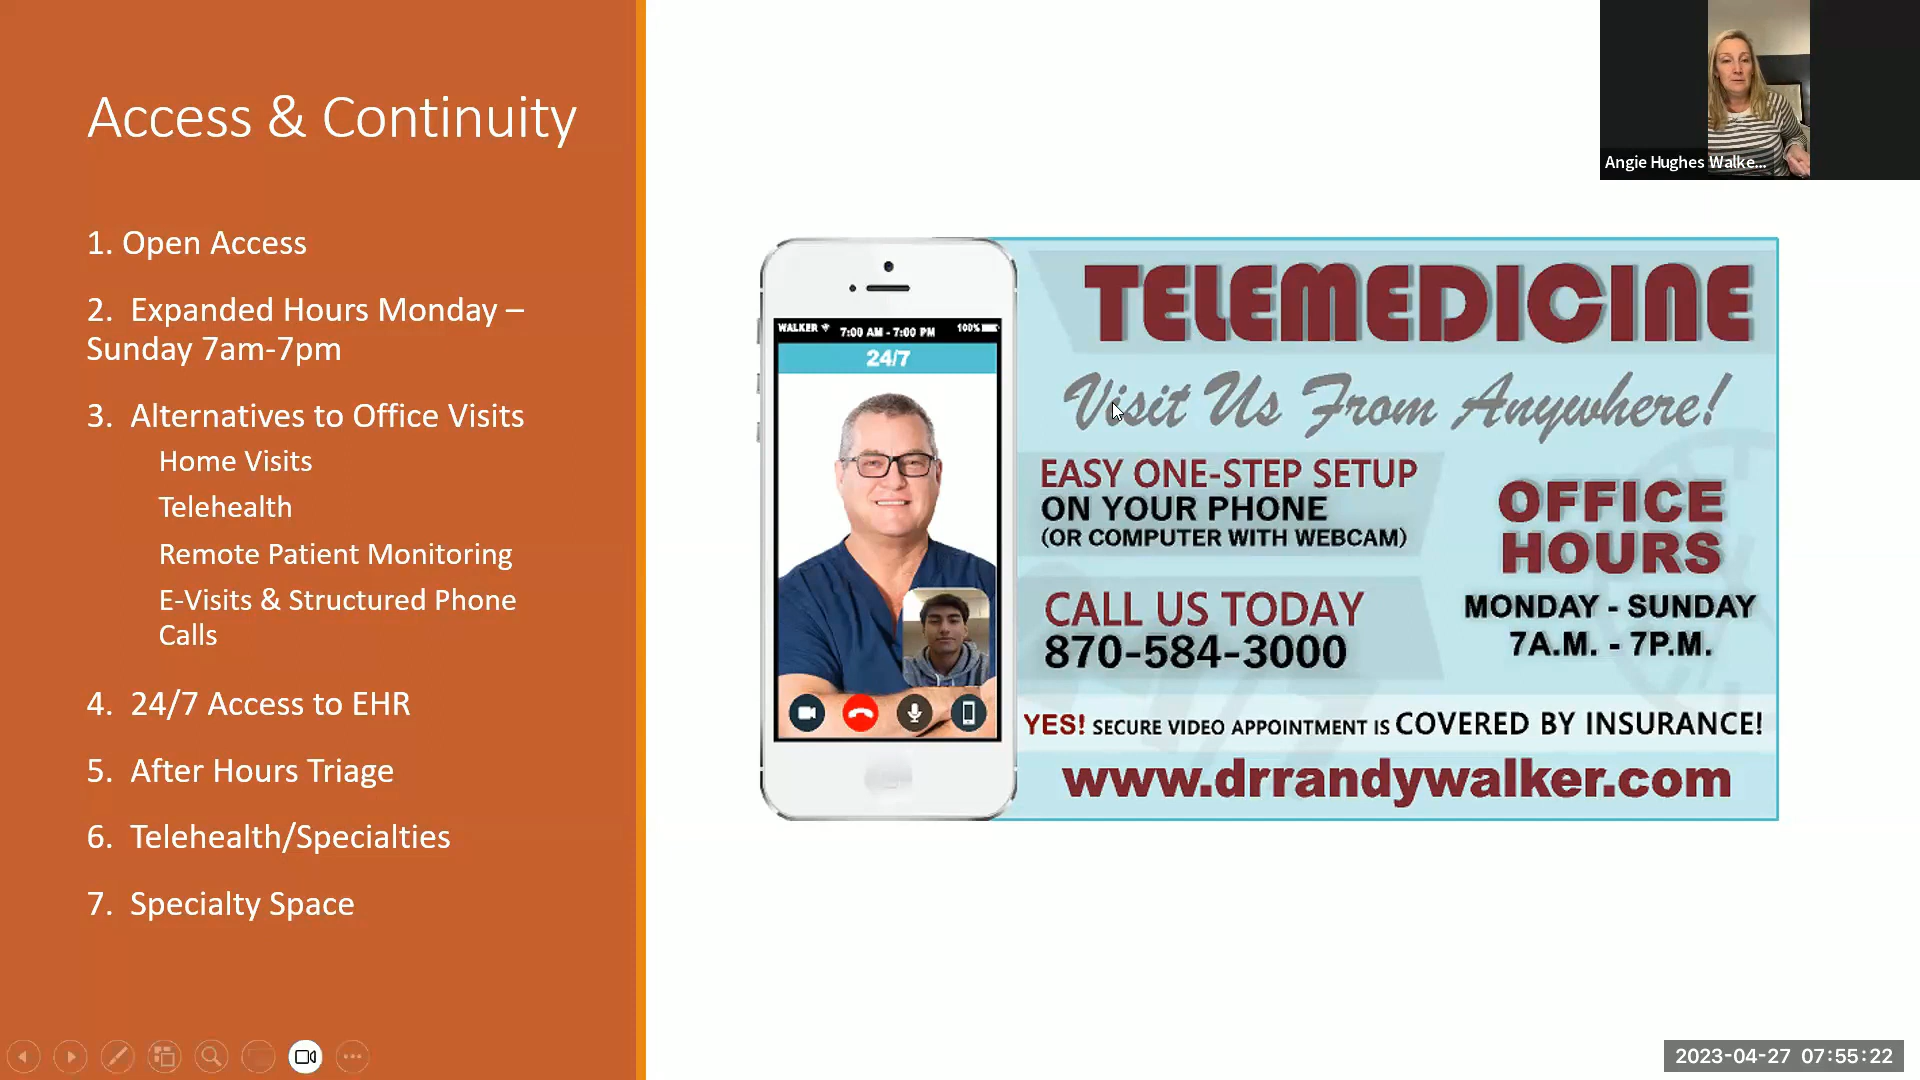 Access & Continuity
1. Open Access
2. Expanded Hours Monday –
Sunday 7am-7pm
3. Alternatives to Office Visits
Home Visits
Telehealth
Remote Patient Monitoring
E-Visits & Structured Phone
Calls
4. 24/7 Access to EHR
5. After Hours Triage
6. Telehealth/Specialties
7. Specialty Space
WALKER 7:00 AM - 7:00 PM 100%
24/7
TELEMEDICINE
Visit Us From Anywhere!
EASY ONE-STEP SETUP
ON YOUR PHONE
(OR COMPUTER WITH WEBCAM)
CALL US TODAY
870-584-3000
OFFICE
HOURS
MONDAY - SUNDAY
7A.M. - 7P.M.
YES! SECURE VIDEO APPOINTMENT IS COVERED BY INSURANCE!
www.drrandywalker.com
Angie Hughes Walke...
2023-04-27 07:55:22